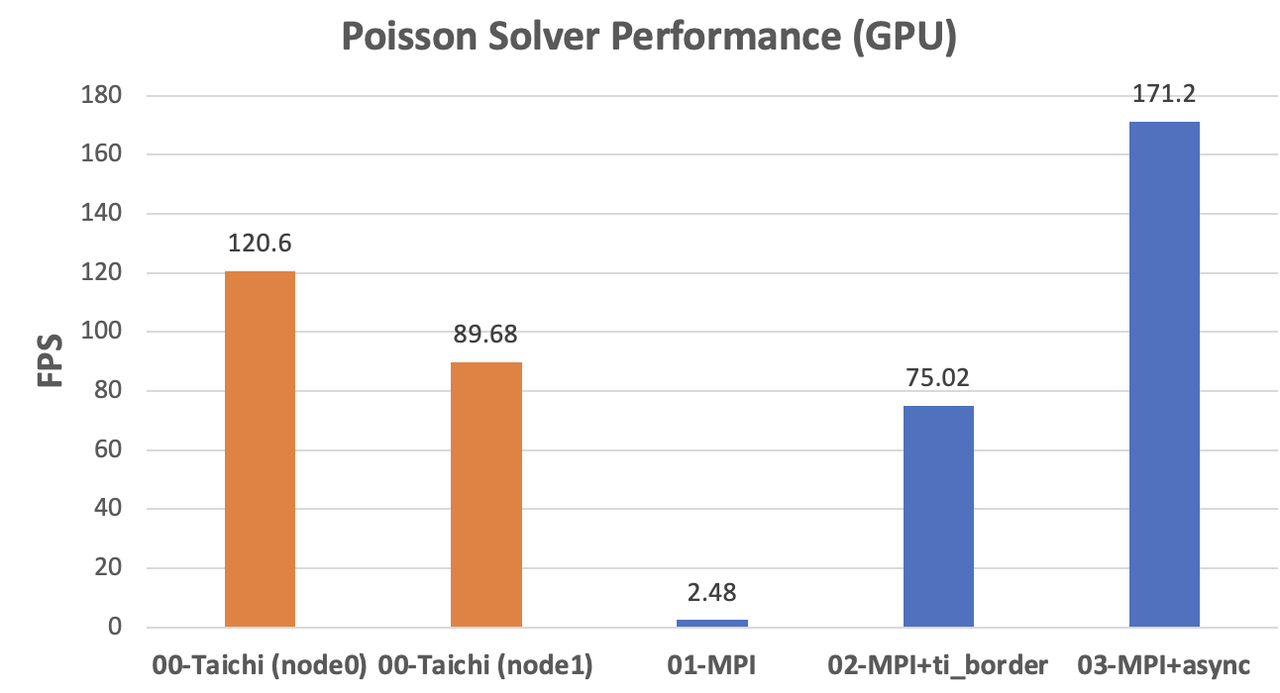 Poisson Solver Performance (GPU)
180
160
140
120
100
80
60
40
20
0
FPS
120.6
89.68
2.48
75.02
171.2
00-Taichi (node0)
00-Taichi (node1)
01-MPI
02-MPI+ti_border
03-MPI+async